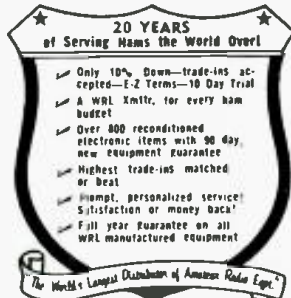 20 YEARS
of Serving Hams the World Over!
Only 10% Down—trade-ins ac-
cepted—E-Z Terms—10 Day Trial
A WRL Xmttr. for every ham
budget
Over 800 reconditioned
electronic items with 90 day
new equipment guarantee
Highest trade-ins matched
or beat
Prompt, personalized service!
Satisfaction or money back!
Full year guarantee on all
WRL manufactured equipment
"The World's Largest Distributor of Amateur Radio Eqpt."